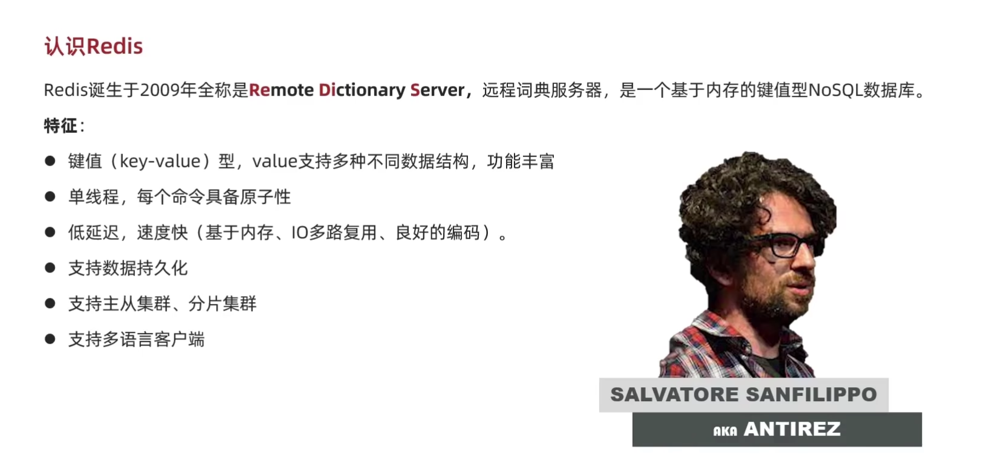 认识Redis
Redis诞生于2009年全称是Remote Dictionary Server，远程词典服务器，是一个基于内存的键值型NoSQL数据库。
特征：
● 键值（key-value）型，value支持多种不同数据结构，功能丰富
● 单线程，每个命令具备原子性
● 低延迟，速度快（基于内存、IO多路复用、良好的编码）。
● 支持数据持久化
● 支持主从集群、分片集群
● 支持多语言客户端
SALVATORE SANFILIPPO
AKA ANTIREZ